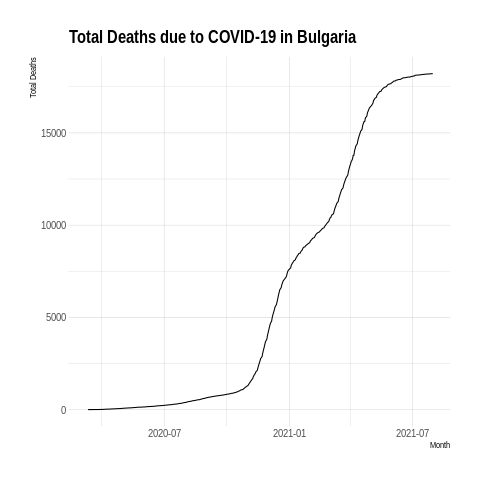 Total Deaths due to COVID-19 in Bulgaria
Total Deaths
15000
10000
5000
0
2020-07 2021-01 2021-07
Month